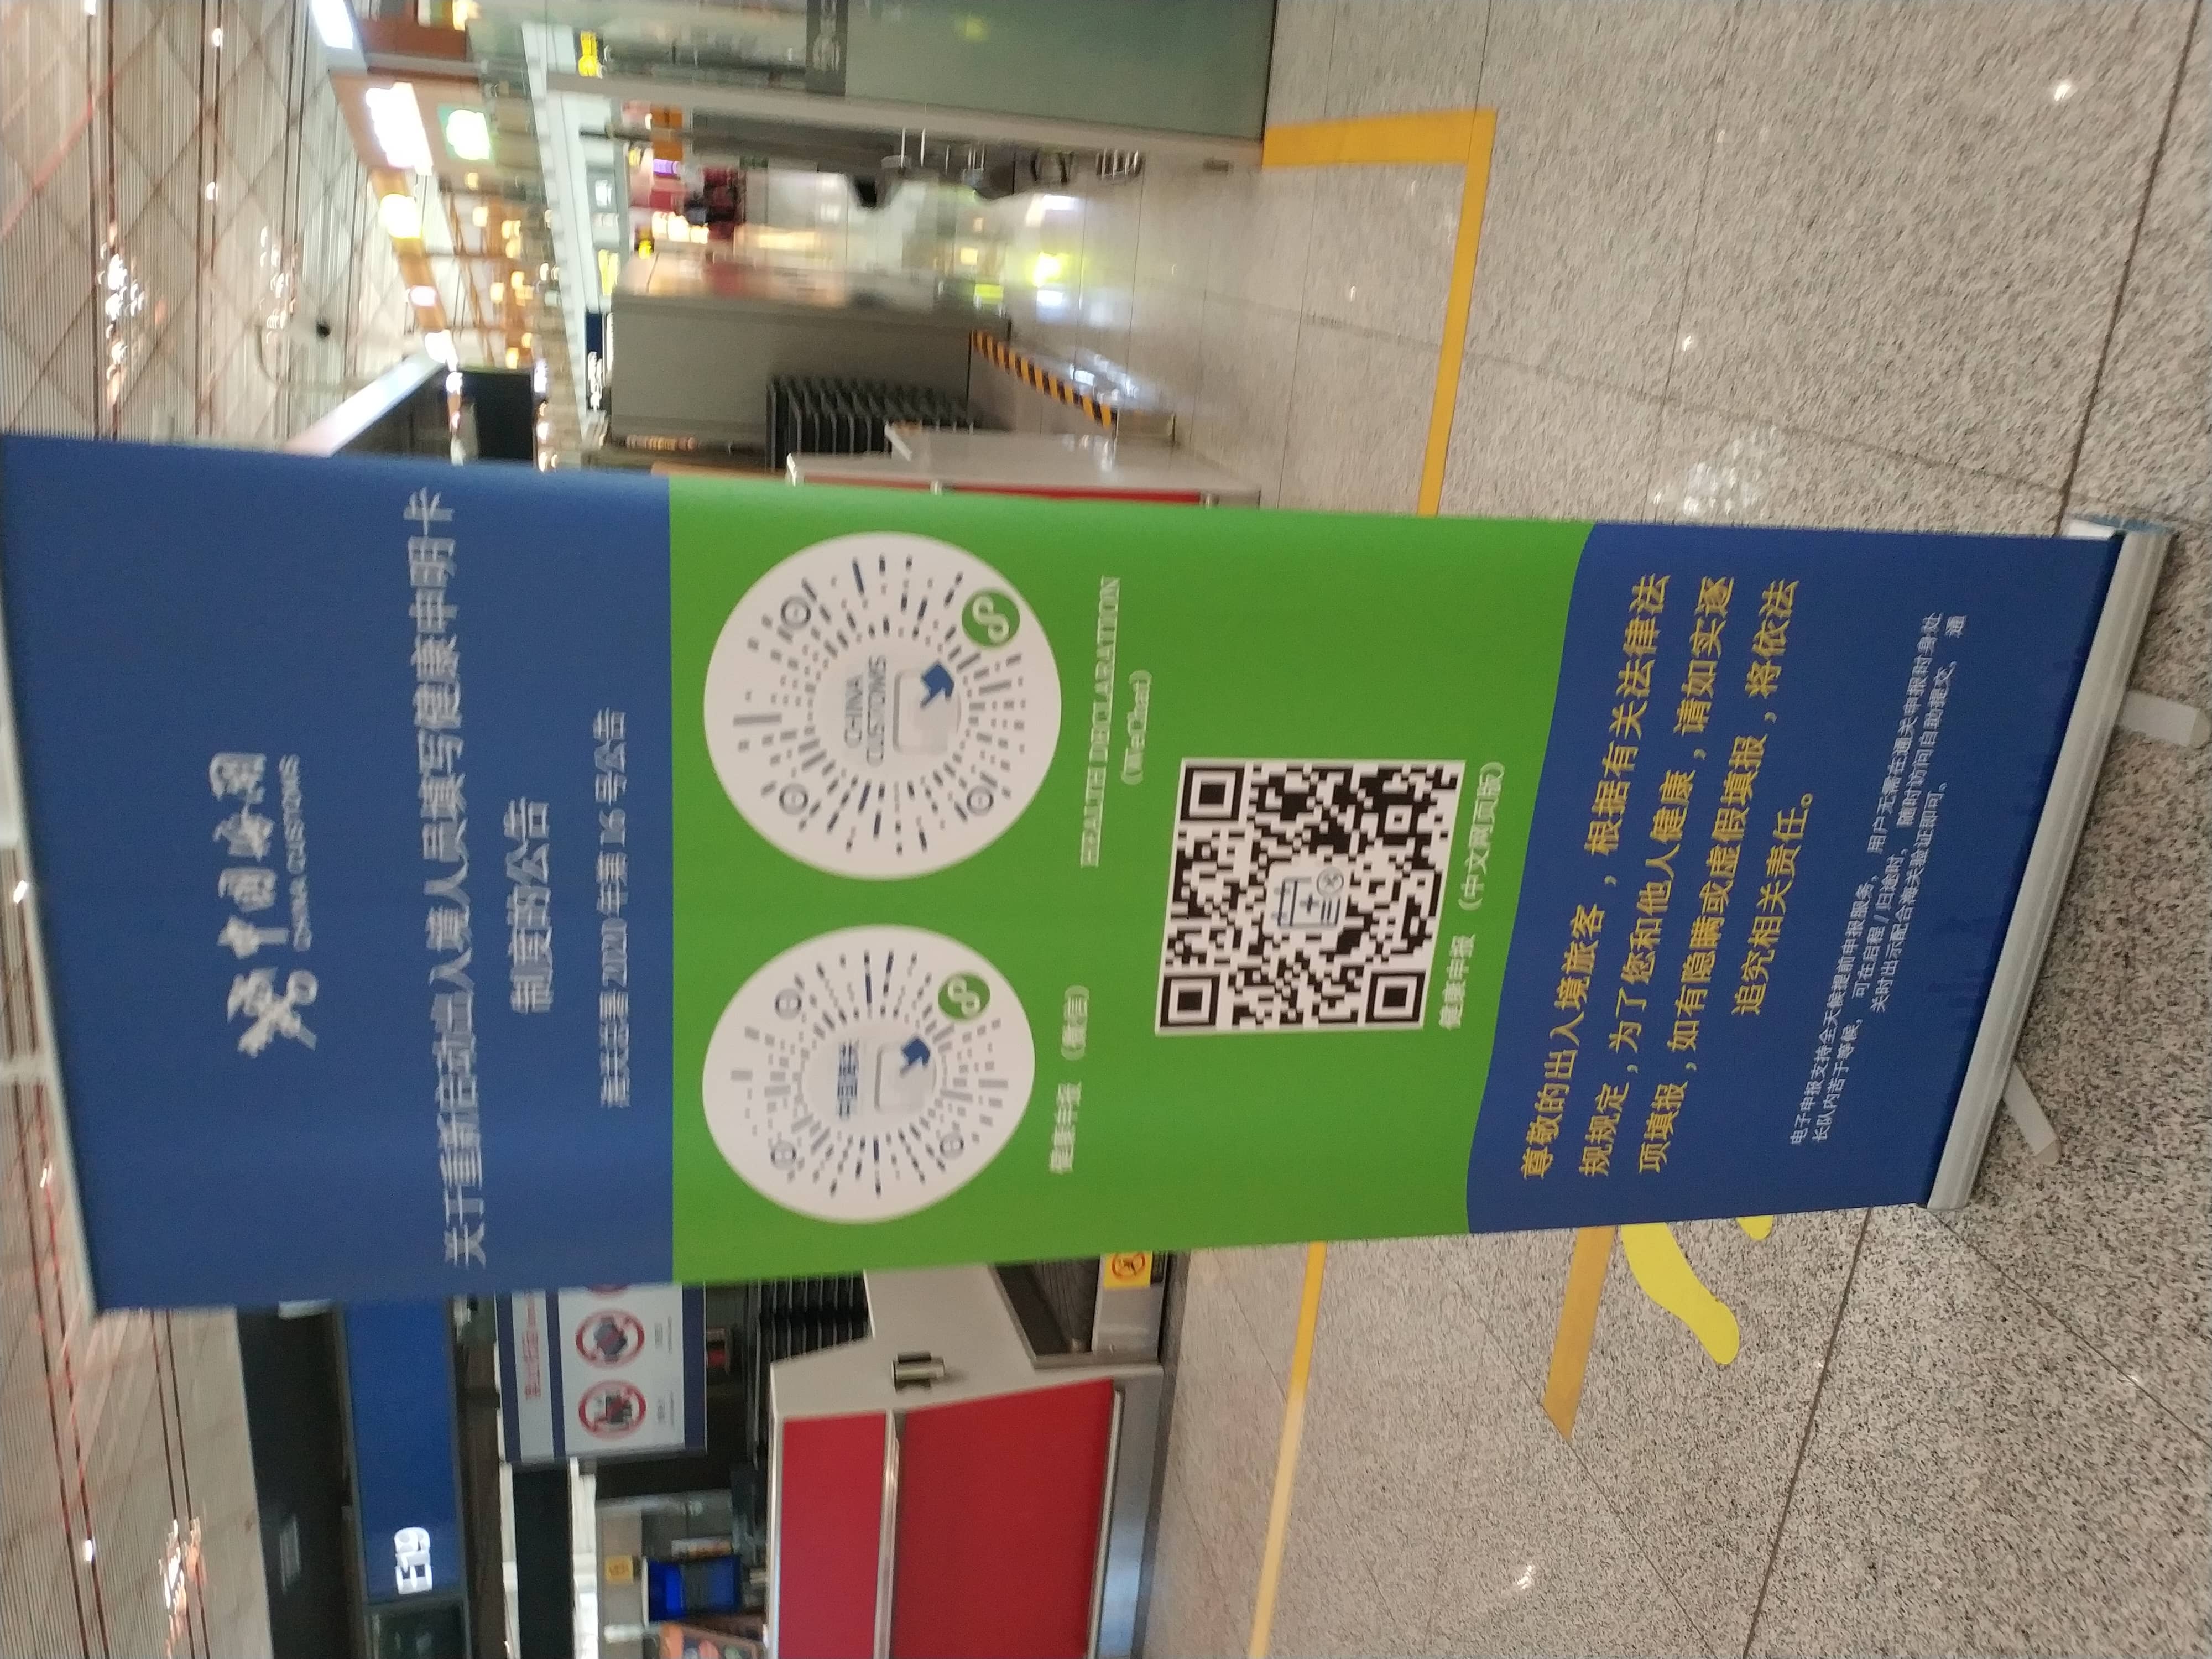 E19
中国海关
CHINA CUSTOMS
关于重新启动出入境人员填写健康申明卡
制度的公告
海关总署 2020 年第 16 号公告
中国海关
CHINA
CUSTOMS
健康申报 （微信）
HEALTH DECLARATION
（WeChat）
健康申报 （中文网页版）
尊敬的出入境旅客，根据有关法律法
规规定，为了您和他人健康，请如实逐
项填报，如有隐瞒或虚假填报，将依法
追究相关责任。
电子申报支持全天候提前申报服务， 用户无需在通关申报时身处
长队内苦于等候， 可在启程 / 归途时， 随时访问自助提交， 通
关时出示配合海关验证即可。